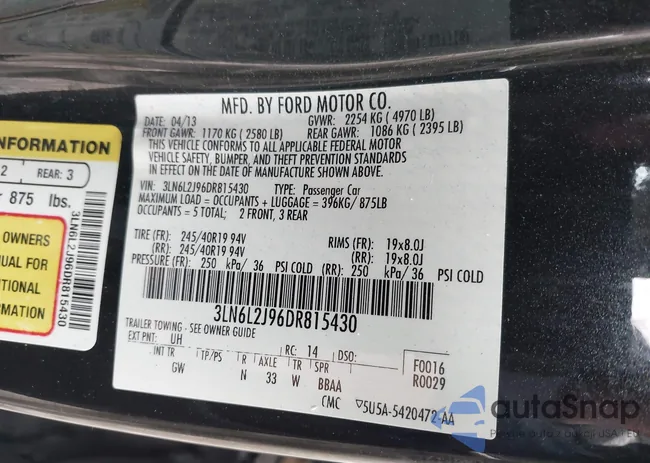 INFORMATION
2 REAR: 3
875 lbs.
OWNERS
NUAL FOR
ITIONAL
RMATION
3LN6L2J96DR815430
MFD. BY FORD MOTOR CO.
DATE: 04/13 GVWR: 2254 KG ( 4970 LB)
FRONT GAWR: 1170 KG ( 2580 LB) REAR GAWR: 1086 KG ( 2395 LB)
THIS VEHICLE CONFORMS TO ALL APPLICABLE FEDERAL MOTOR
VEHICLE SAFETY, BUMPER, AND THEFT PREVENTION STANDARDS
IN EFFECT ON THE DATE OF MANUFACTURE SHOWN ABOVE.
VIN: 3LN6L2J96DR815430 TYPE: Passenger Car
MAXIMUM LOAD = OCCUPANTS + LUGGAGE = 396KG/ 875LB
OCCUPANTS = 5 TOTAL; 2 FRONT, 3 REAR
TIRE (FR): 245/40R19 94V RIMS (FR): 19x8.0J
(RR): 245/40R19 94V (RR): 19x8.0J
PRESSURE (FR): 250 kPa/ 36 PSI COLD (RR): 250 kPa/ 36 PSI COLD
3LN6L2J96DR815430
TRAILER TOWING - SEE OWNER GUIDE
EXT PNT: UH RC: 14 DSO: F0016
INT TR TP/PS R AXLE TR SPR R0029
GW N 33 W BBAA
CMC ▽5U5A-5420472-AA
autoSnap